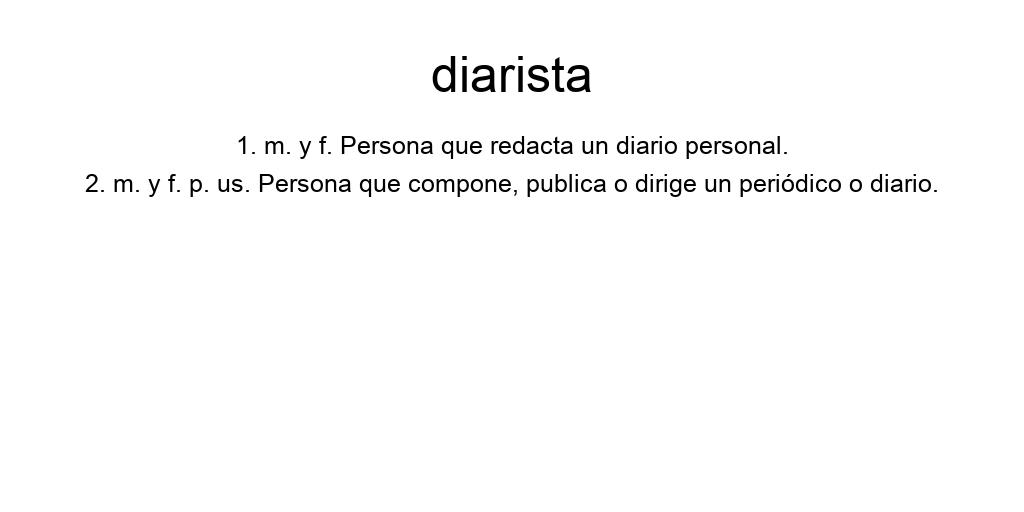 diarista
1. m. y f. Persona que redacta un diario personal.
2. m. y f. p. us. Persona que compone, publica o dirige un periódico o diario.